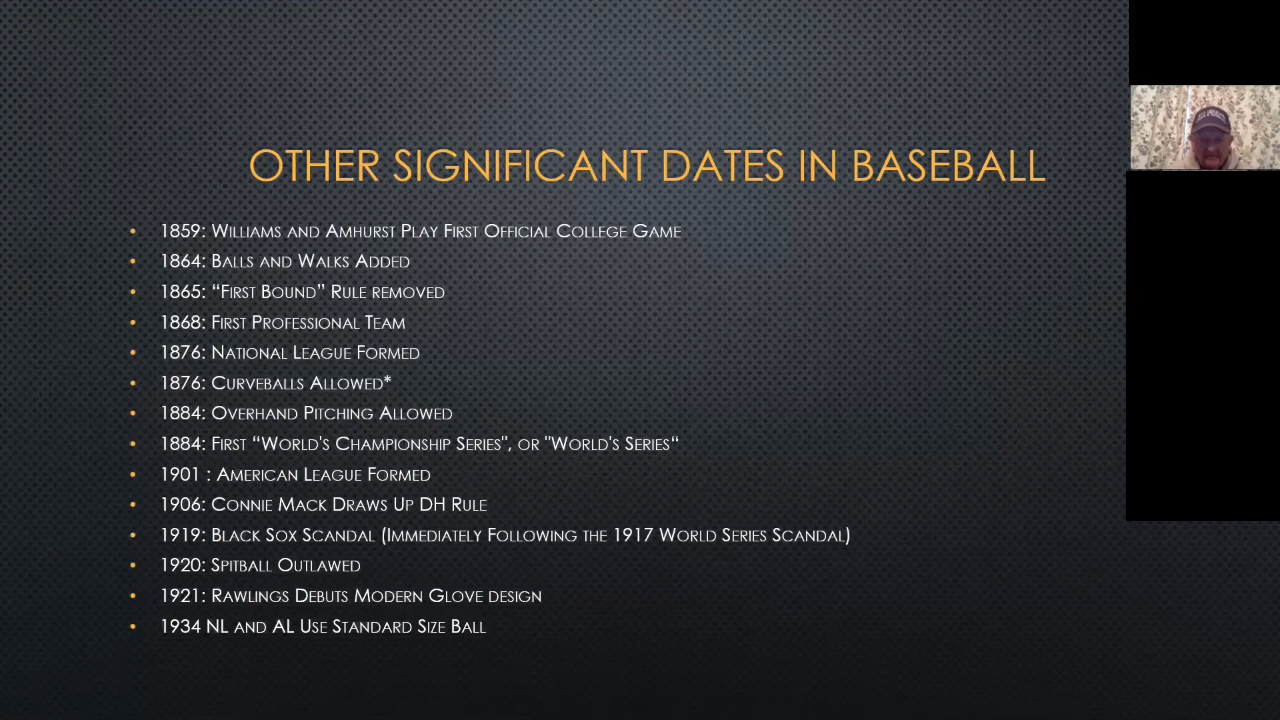 OTHER SIGNIFICANT DATES IN BASEBALL
• 1859: WILLIAMS AND AMHURST PLAY FIRST OFFICIAL COLLEGE GAME
• 1864: BALLS AND WALKS ADDED
• 1865: “FIRST BOUND” RULE REMOVED
• 1868: FIRST PROFESSIONAL TEAM
• 1876: NATIONAL LEAGUE FORMED
• 1876: CURVEBALLS ALLOWED*
• 1884: OVERHAND PITCHING ALLOWED
• 1884: FIRST “WORLD'S CHAMPIONSHIP SERIES", OR "WORLD'S SERIES“
• 1901 : AMERICAN LEAGUE FORMED
• 1906: CONNIE MACK DRAWS UP DH RULE
• 1919: BLACK SOX SCANDAL (IMMEDIATELY FOLLOWING THE 1917 WORLD SERIES SCANDAL)
• 1920: SPITBALL OUTLAWED
• 1921: RAWLINGS DEBUTS MODERN GLOVE DESIGN
• 1934 NL AND AL USE STANDARD SIZE BALL